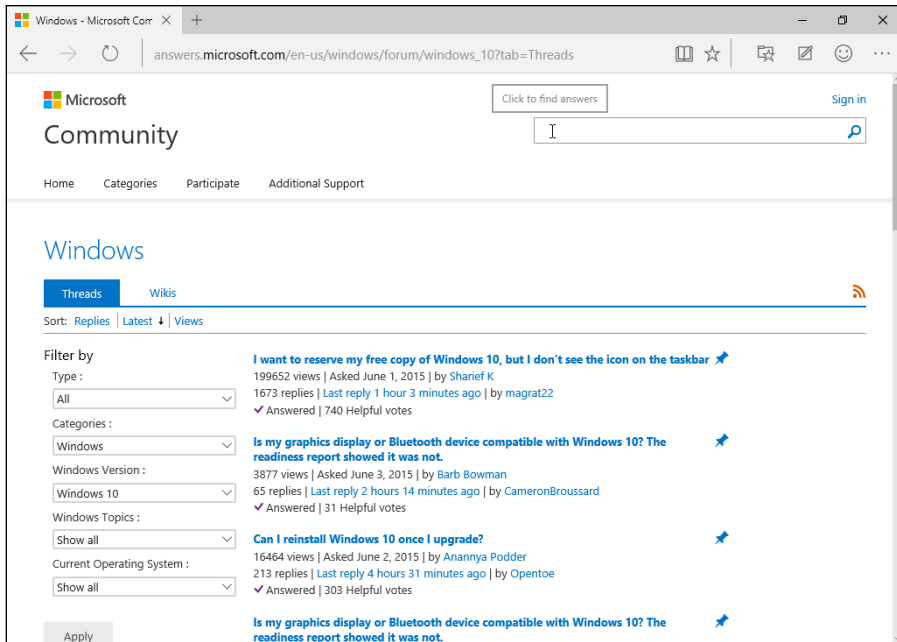 Windows - Microsoft Com
answers.microsoft.com/en-us/windows/forum/windows_10?tab=Threads
Microsoft
Click to find answers
Sign in
Community
Home Categories Participate Additional Support
Windows
Threads Wikis
Sort: Replies | Latest ↓ | Views
Filter by
Type :
All
Categories :
Windows
Windows Version :
Windows 10
Windows Topics :
Show all
Current Operating System :
Show all
Apply
I want to reserve my free copy of Windows 10, but I don't see the icon on the taskbar
199652 views | Asked June 1, 2015 | by Sharief K
1673 replies | Last reply 1 hour 3 minutes ago | by magrat22
✓ Answered | 740 Helpful votes
Is my graphics display or Bluetooth device compatible with Windows 10? The
readiness report showed it was not.
3877 views | Asked June 3, 2015 | by Barb Bowman
65 replies | Last reply 2 hours 14 minutes ago | by CameronBroussard
✓ Answered | 31 Helpful votes
Can I reinstall Windows 10 once I upgrade?
16464 views | Asked June 2, 2015 | by Anannya Podder
213 replies | Last reply 4 hours 31 minutes ago | by Opentoe
✓ Answered | 303 Helpful votes
Is my graphics display or Bluetooth device compatible with Windows 10? The
readiness report showed it was not.